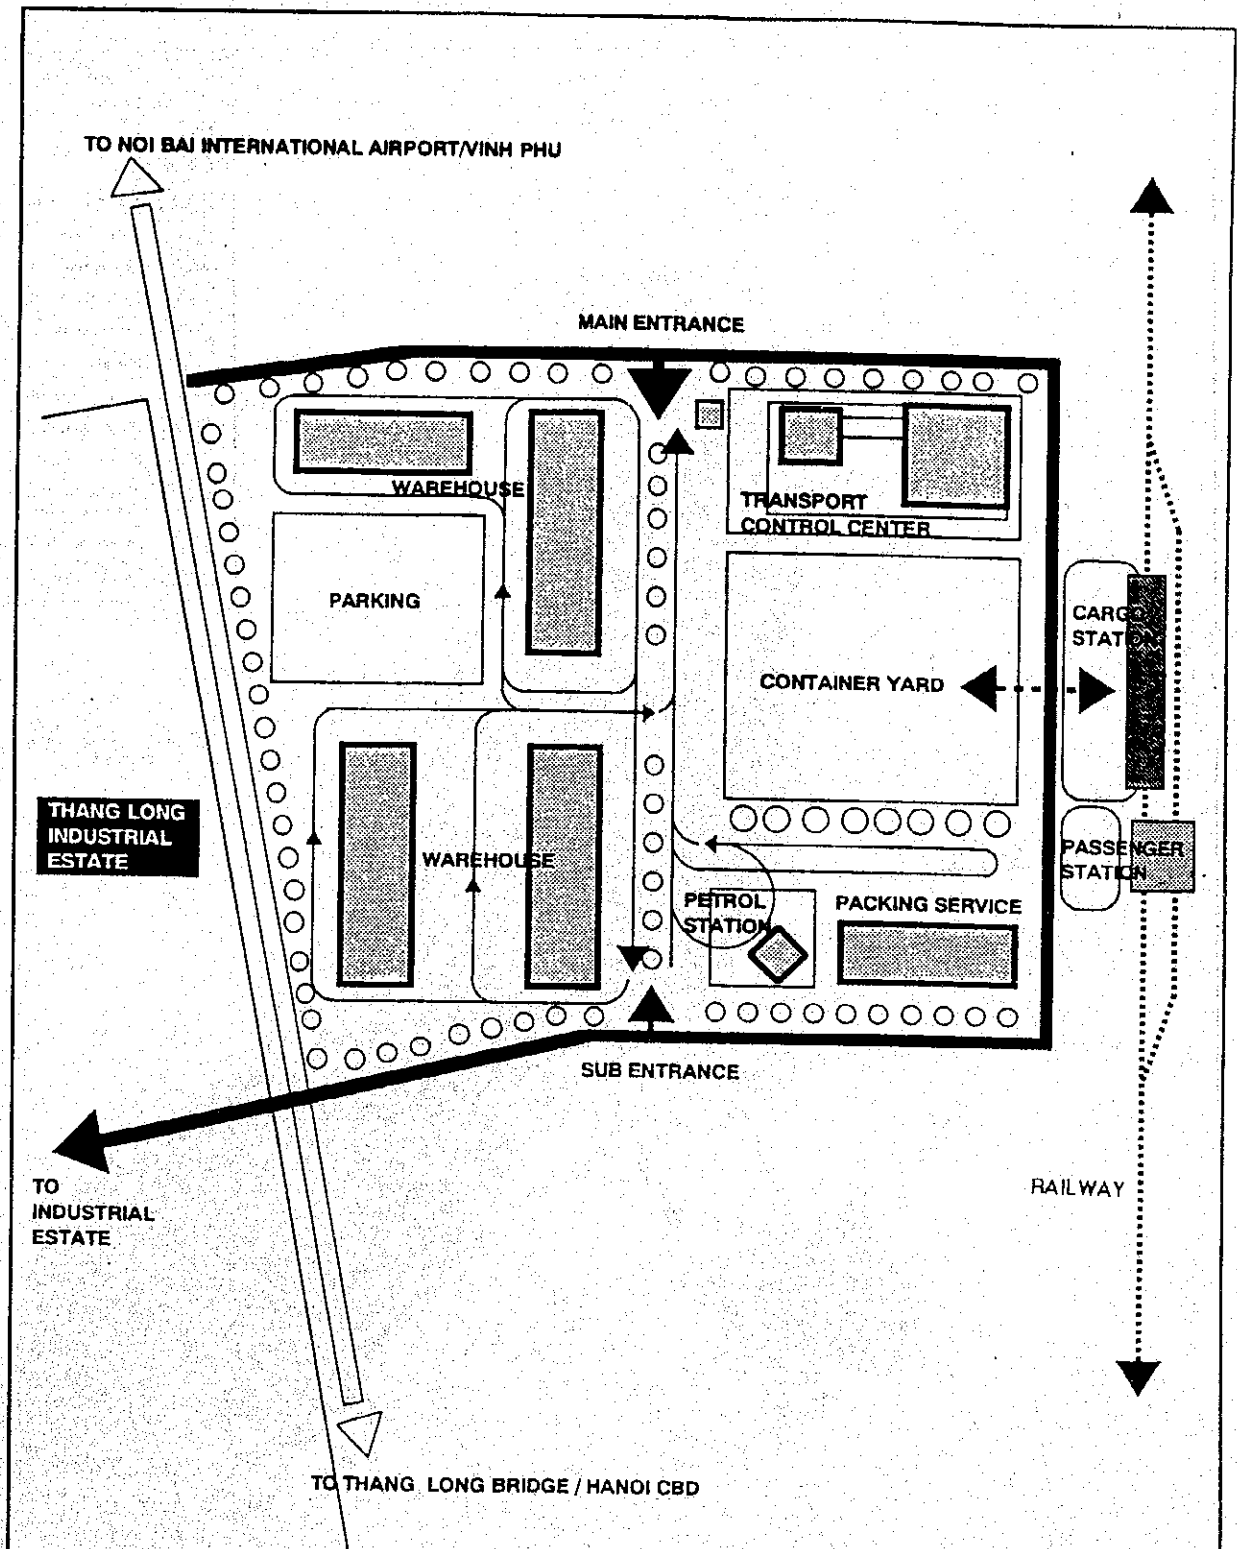 TO NOI BAI INTERNATIONAL AIRPORT/VINH PHU
MAIN ENTRANCE
WAREHOUSE
TRANSPORT
CONTROL CENTER
PARKING
CARGO
STATION
CONTAINER YARD
THANG LONG
INDUSTRIAL
ESTATE
WAREHOUSE
PASSENGER
STATION
PETROL
STATION
PACKING SERVICE
SUB ENTRANCE
TO
INDUSTRIAL
ESTATE
RAILWAY
TO THANG LONG BRIDGE / HANOI CBD